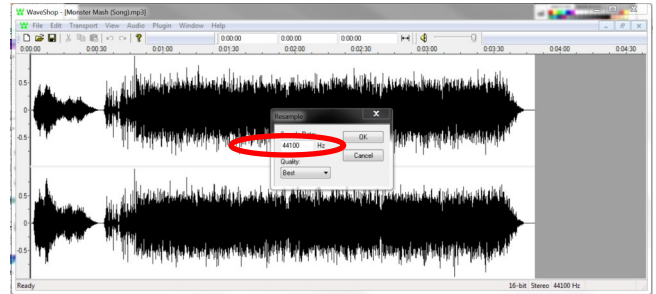 WaveShop - [Monster Mash (Song).mp3]
File Edit Transport View Audio Plugin Window Help
0:00:00 0:00:00 0:00:00
0:00:00 0:00:30 0:01:00 0:01:30 0:02:00 0:02:30 0:03:00 0:03:30 0:04:00 0:04:30
0.5
0
-0.5
Resample
OK
44100 Hz
Cancel
Quality:
Best
0.5
0
-0.5
Ready
16-bit Stereo 44100 Hz